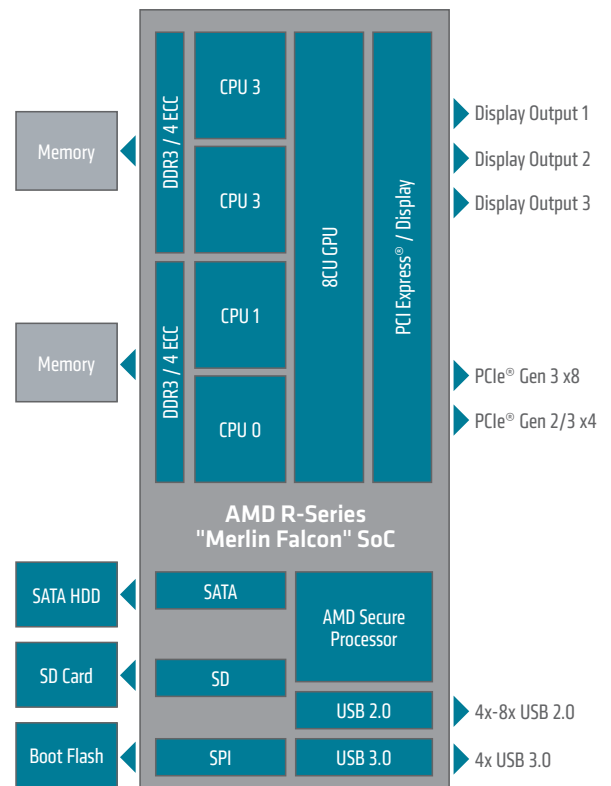 CPU 3
DDR3 / 4 ECC
Memory
CPU 3
8CU GPU
PCI Express® / Display
Display Output 1
Display Output 2
Display Output 3
CPU 1
DDR3 / 4 ECC
Memory
CPU 0
PCIe® Gen 3 x8
PCIe® Gen 2/3 x4
AMD R-Series
"Merlin Falcon" SoC
SATA HDD
SATA
AMD Secure
Processor
SD Card
SD
USB 2.0
4x-8x USB 2.0
Boot Flash
SPI
USB 3.0
4x USB 3.0